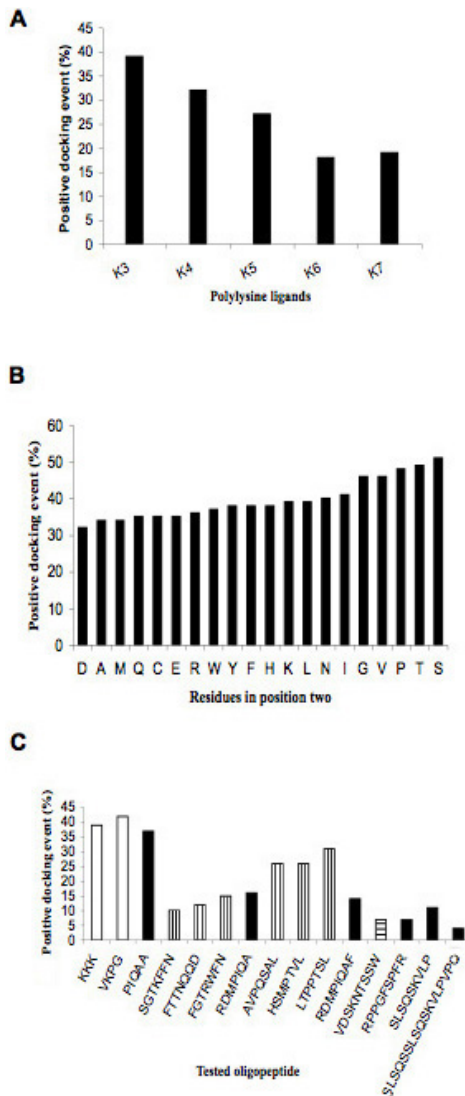 A
Positive docking event (%)
45
40
35
30
25
20
15
10
5
0
K3 K4 K5 K6 K7
Polylysine ligands
B
Positive docking event (%)
60
50
40
30
20
10
0
D A M Q C E R W Y F H K L N I G V P T S
Residues in position two
C
Positive docking event (%)
45
40
35
30
25
20
15
10
5
0
KKK VKPG PIQAA SGTKFFN FTTNQQD FGTRWFN RDMPIQA AVPQSAL HSMPTVL LTPPTSL RDMPIQAF VDSKNTSSW RPPGFSPFR SLSQSKVLP SLSQSSLSQSKVLPVPQ
Tested oligopeptide